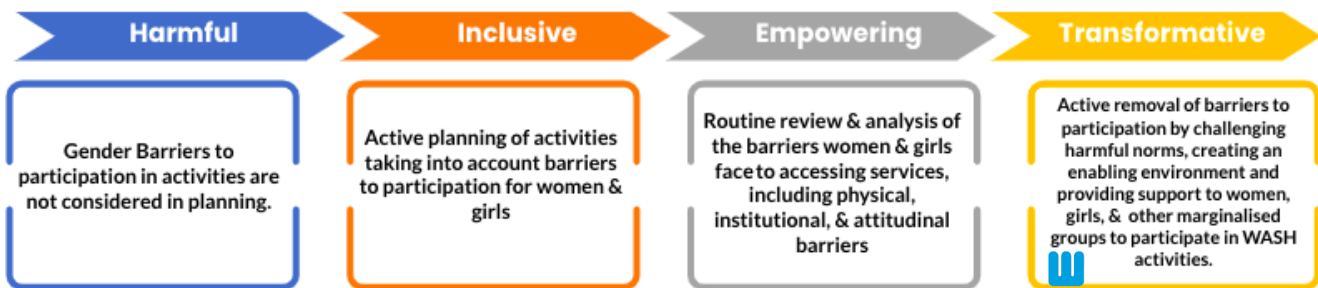 Harmful
Inclusive
Empowering
Transformative
Gender Barriers to
participation in activities are
not considered in planning.
Active planning of activities
taking into account barriers
to participation for women &
girls
Routine review & analysis of
the barriers women & girls
face to accessing services,
including physical,
institutional, & attitudinal
barriers
Active removal of barriers to
participation by challenging
harmful norms, creating an
enabling environment and
providing support to women,
girls, & other marginalised
groups to participate in WASH
activities.